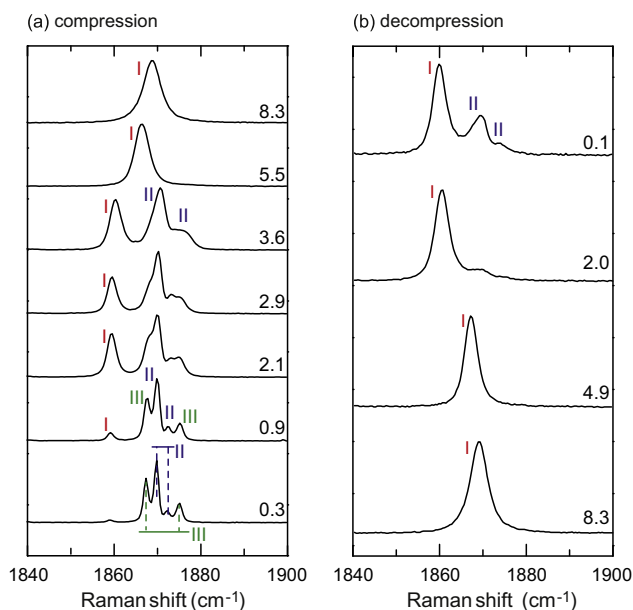 (a) compression
I
8.3
I
5.5
I
II
II
3.6
I
2.9
I
2.1
II
III
II
III
I
0.9
II
0.3
III
1840
1860
1880
1900
Raman shift (cm⁻¹)
(b) decompression
I
II
II
0.1
I
2.0
I
4.9
I
8.3
1840
1860
1880
1900
Raman shift (cm⁻¹)